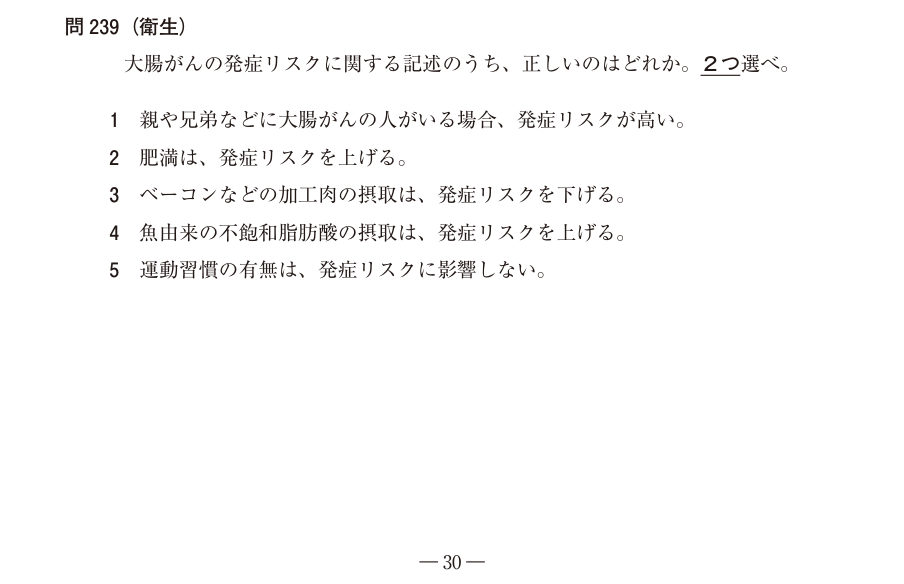 問 239（衛生）
大腸がんの発症リスクに関する記述のうち、正しいのはどれか。２つ選べ。
1　親や兄弟などに大腸がんの人がいる場合、発症リスクが高い。
2　肥満は、発症リスクを上げる。
3　ベーコンなどの加工肉の摂取は、発症リスクを下げる。
4　魚由来の不飽和脂肪酸の摂取は、発症リスクを上げる。
5　運動習慣の有無は、発症リスクに影響しない。
— 30 —